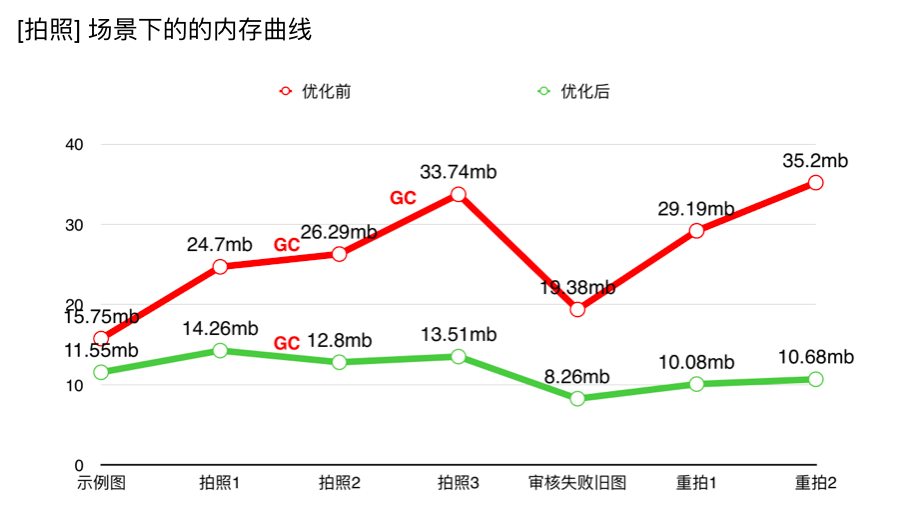 [拍照] 场景下的的内存曲线
优化前 优化后
40
35.2mb
33.74mb
GC
29.19mb
30
26.29mb
GC
24.7mb
19.38mb
20
15.75mb
14.26mb
GC
12.8mb
13.51mb
11.55mb
10.08mb
10.68mb
8.26mb
10
0
示例图 拍照1 拍照2 拍照3 审核失败旧图 重拍1 重拍2